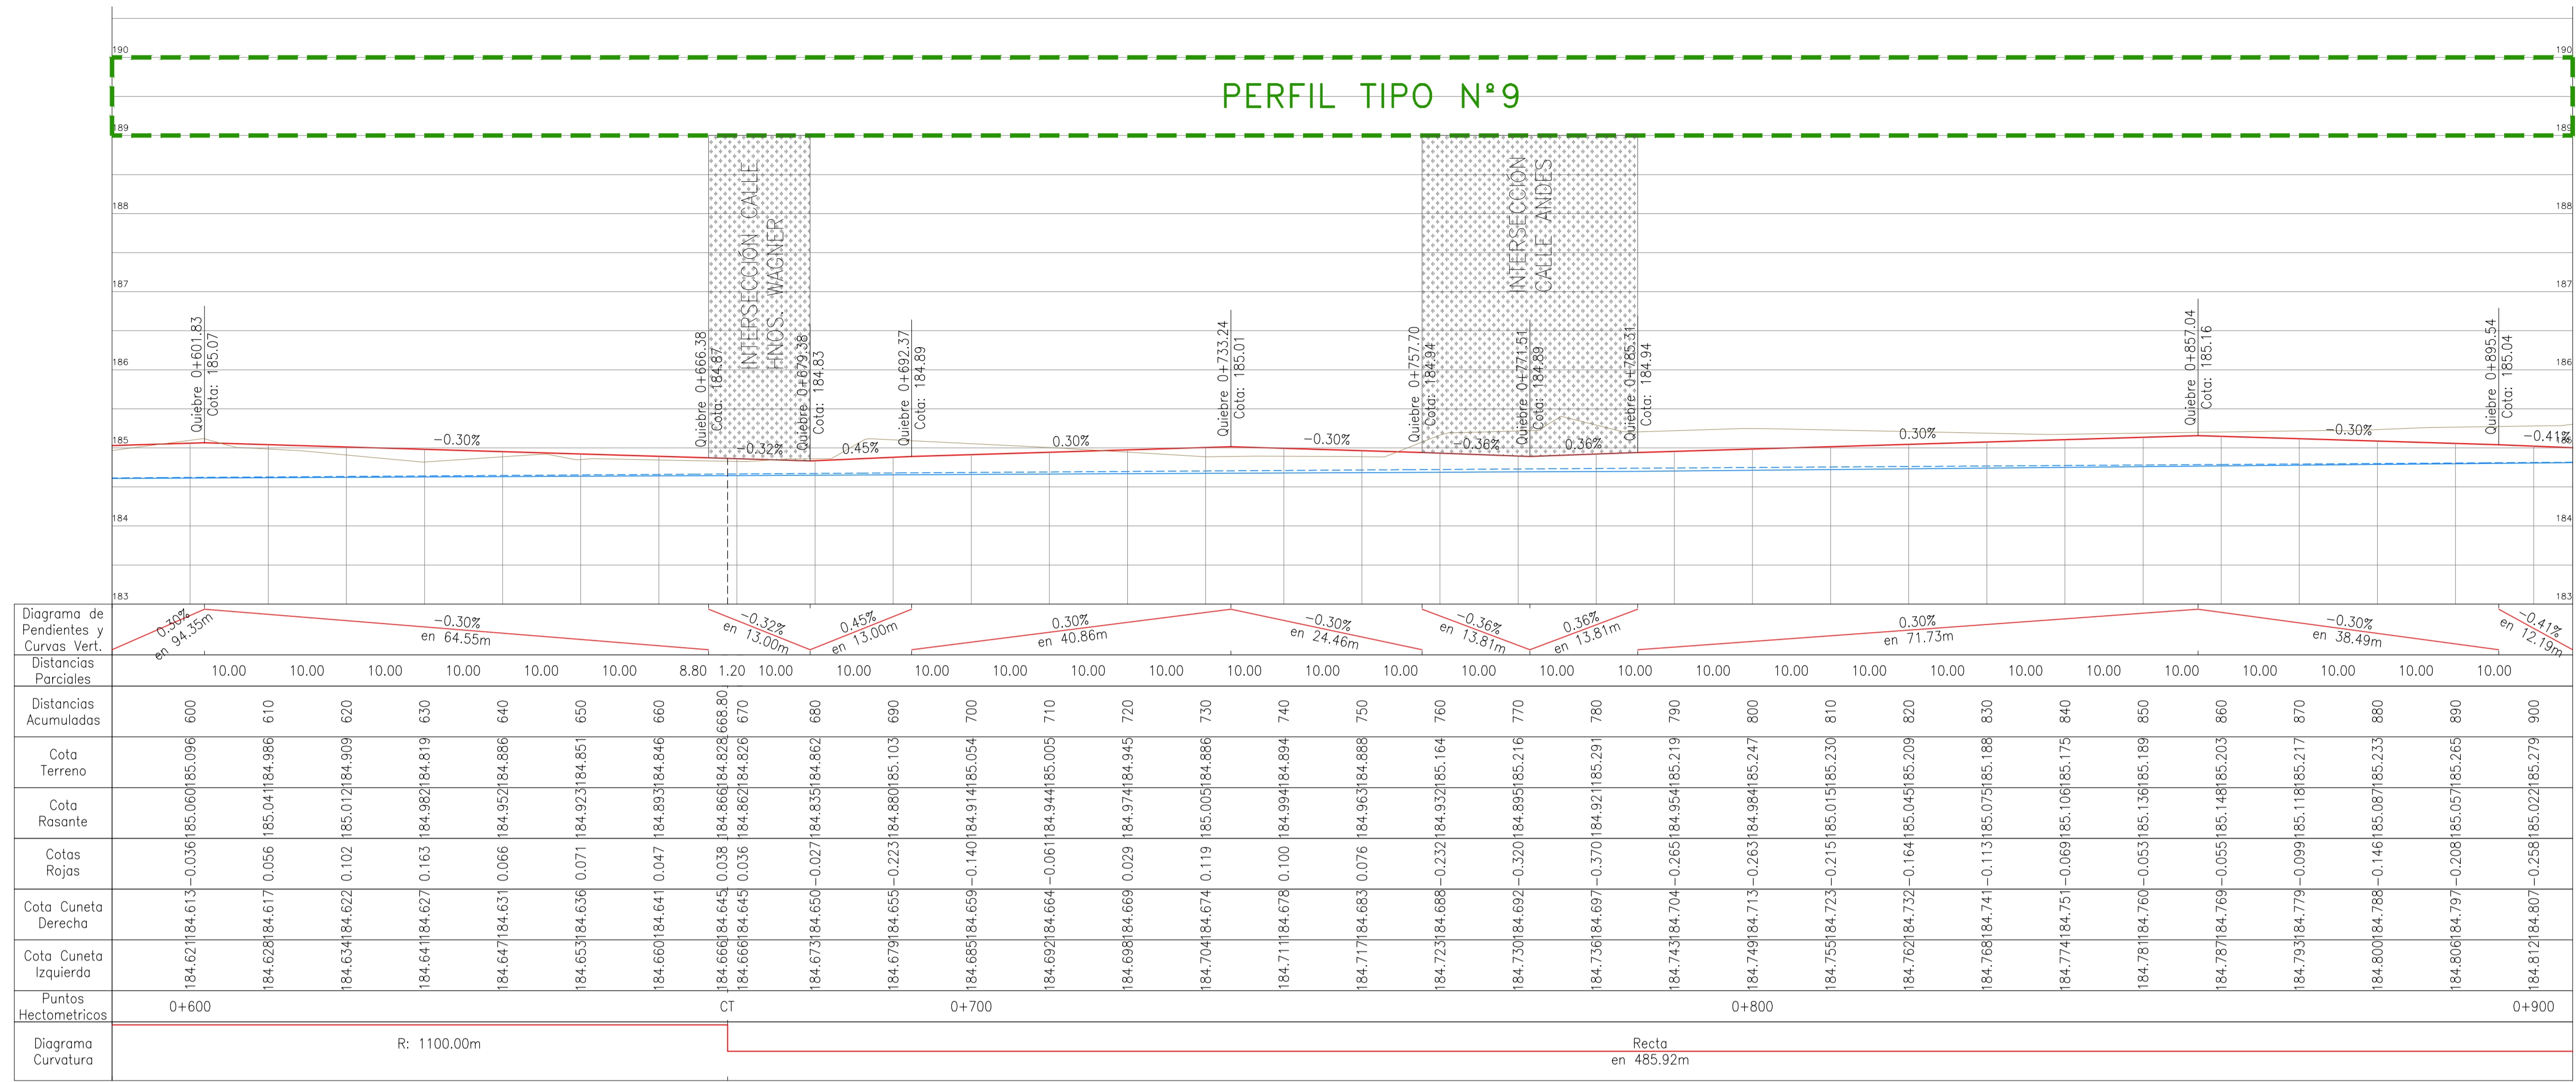 190
190
PERFIL TIPO Nº9
189
189
188
188
187
187
186
186
185
185
184
184
183
183
INTERSECCIÓN CALLE
HNOS. WAGNER
INTERSECCIÓN
CALLE ANDES
Quiebre 0+601.83
Cota: 185.07
Quiebre 0+666.38
Cota: 184.87
Quiebre 0+679.38
Cota: 184.83
Quiebre 0+692.37
Cota: 184.89
Quiebre 0+733.24
Cota: 185.01
Quiebre 0+757.70
Cota: 184.94
Quiebre 0+771.51
Cota: 184.89
Quiebre 0+785.31
Cota: 184.94
Quiebre 0+857.04
Cota: 185.16
Quiebre 0+895.54
Cota: 185.04
-0.30% -0.32% 0.45% 0.30% -0.30% -0.36% 0.36% 0.30% -0.30% -0.41%
Diagrama de
Pendientes y
Curvas Vert.
0.30%
en 94.35m
-0.30%
en 64.55m
-0.32%
en 13.00m
0.45%
en 13.00m
0.30%
en 40.86m
-0.30%
en 24.46m
-0.36%
en 13.81m
0.36%
en 13.81m
0.30%
en 71.73m
-0.30%
en 38.49m
-0.41%
en 12.19m
Distancias
Parciales
10.00 10.00 10.00 10.00 10.00 10.00 8.80 1.20 10.00 10.00 10.00 10.00 10.00 10.00 10.00 10.00 10.00 10.00 10.00 10.00 10.00 10.00 10.00 10.00 10.00 10.00 10.00 10.00 10.00 10.00 10.00
Distancias
Acumuladas
600 610 620 630 640 650 660 668.80 670 680 690 700 710 720 730 740 750 760 770 780 790 800 810 820 830 840 850 860 870 880 890 900
Cota
Terreno
185.096 184.986 184.909 184.819 184.886 184.851 184.846 184.828 184.826 184.862 185.103 185.054 185.005 184.945 184.886 184.894 184.888 185.164 185.216 185.291 185.219 185.247 185.230 185.209 185.188 185.175 185.189 185.203 185.217 185.233 185.265 185.279
Cota
Rasante
185.060 185.041 185.012 184.982 184.952 184.923 184.893 184.866 184.862 184.835 184.880 184.914 184.944 184.974 185.005 184.994 184.963 184.932 184.895 184.921 184.954 184.984 185.015 185.045 185.075 185.106 185.136 185.148 185.118 185.087 185.057 185.022
Cotas
Rojas
-0.036 0.056 0.102 0.163 0.066 0.071 0.047 0.038 0.036 -0.027 -0.223 -0.140 -0.061 0.029 0.119 0.100 0.076 -0.232 -0.320 -0.370 -0.265 -0.263 -0.215 -0.164 -0.113 -0.069 -0.053 -0.055 -0.099 -0.146 -0.208 -0.258
Cota Cuneta
Derecha
184.613 184.617 184.622 184.627 184.631 184.636 184.641 184.645 184.645 184.650 184.655 184.659 184.664 184.669 184.674 184.678 184.683 184.688 184.692 184.697 184.704 184.713 184.723 184.732 184.741 184.751 184.760 184.769 184.779 184.788 184.797 184.807
Cota Cuneta
Izquierda
184.621 184.628 184.634 184.641 184.647 184.653 184.660 184.666 184.666 184.673 184.679 184.685 184.692 184.698 184.704 184.711 184.717 184.723 184.730 184.736 184.743 184.749 184.755 184.762 184.768 184.774 184.781 184.787 184.793 184.800 184.806 184.812
Puntos
Hectometricos
0+600 CT 0+700 0+800 0+900
Diagrama
Curvatura
R: 1100.00m
Recta
en 485.92m